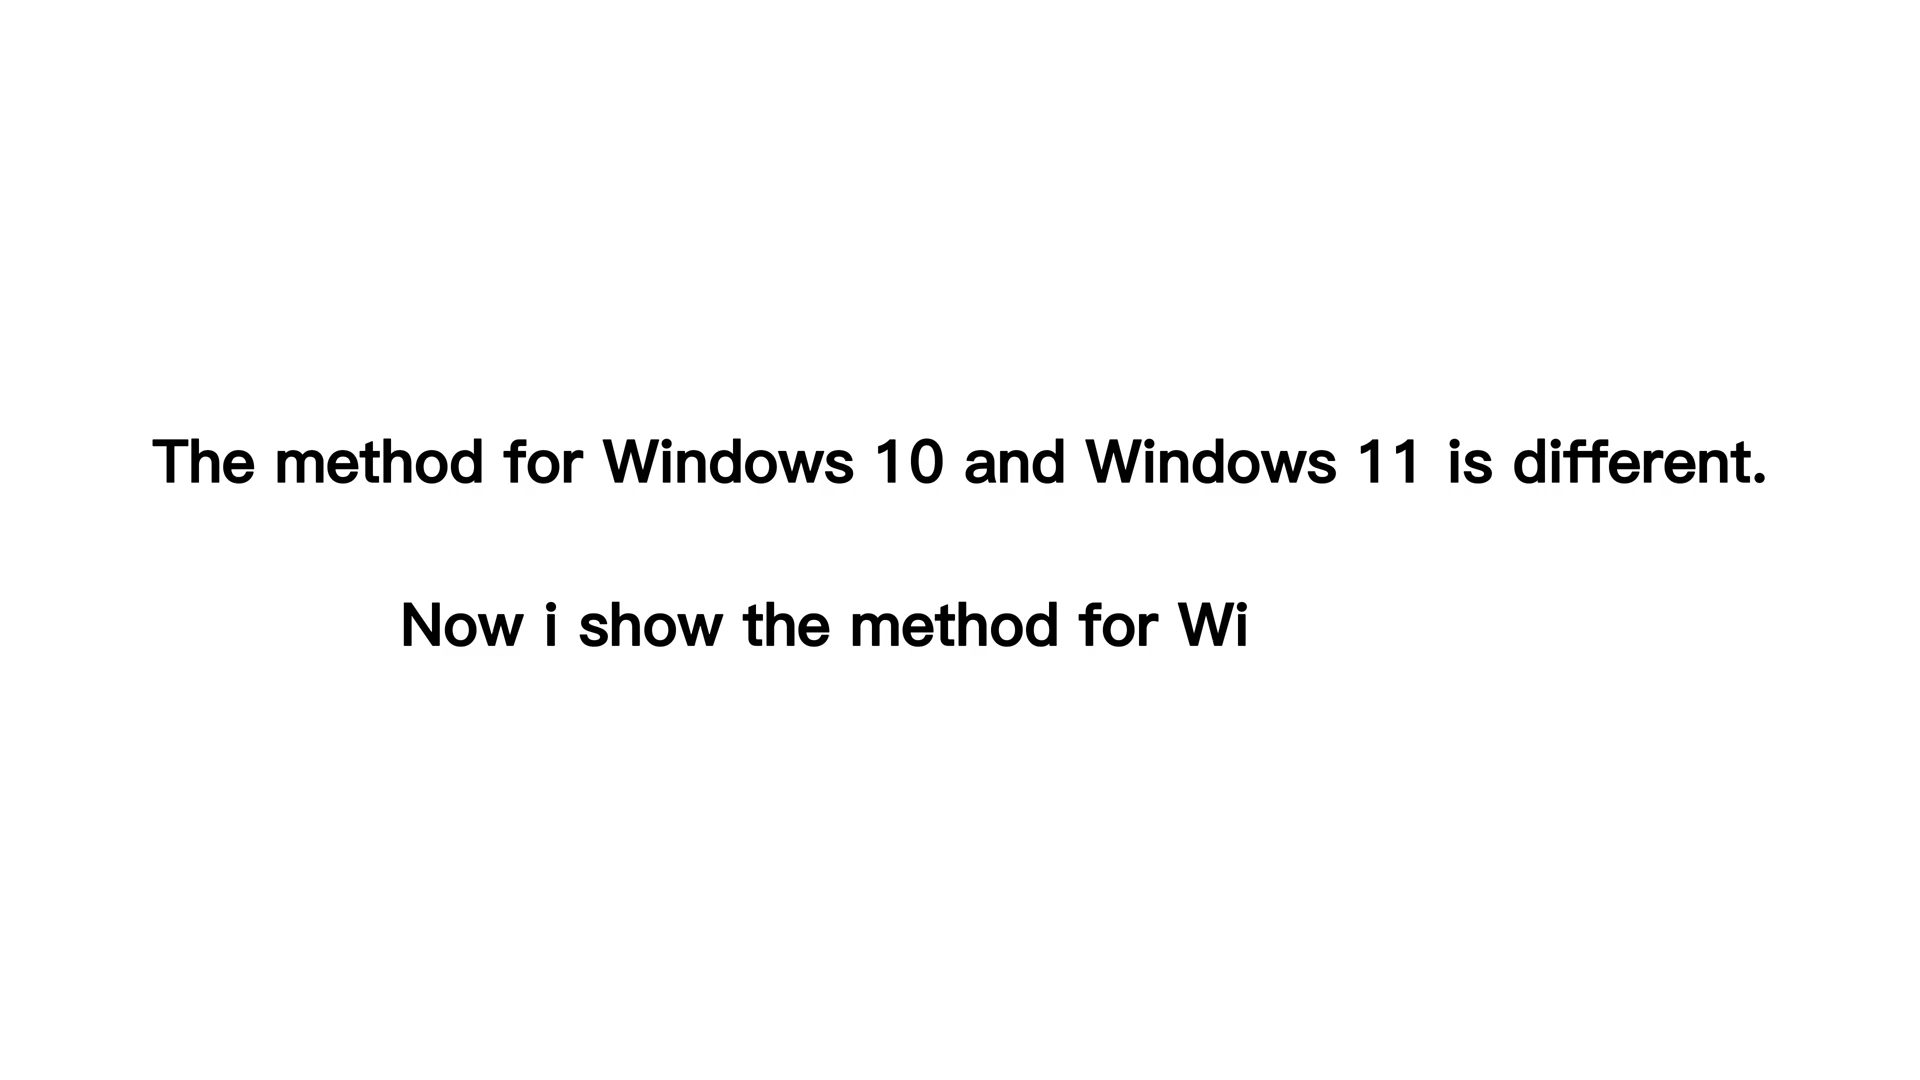 The method for Windows 10 and Windows 11 is different.
Now i show the method for Wi